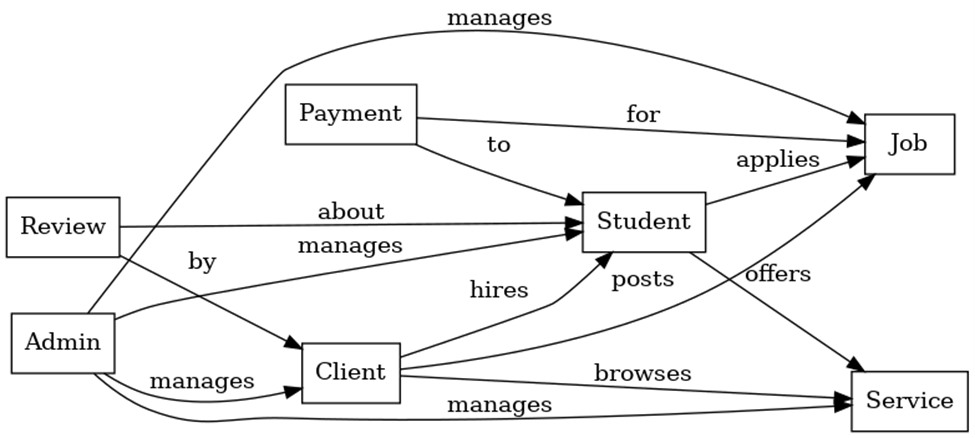 manages
Payment
for
Job
to
applies
Review
about
Student
manages
by
offers
posts
hires
Admin
Client
browses
manages
Service
manages